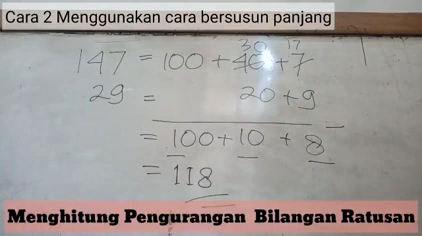 Cara 2 Menggunakan cara bersusun panjang
30 17
147 = 100 + 40 + 7
29 = 20 + 9
= 100 + 10 + 8
= 118
Menghitung Pengurangan Bilangan Ratusan